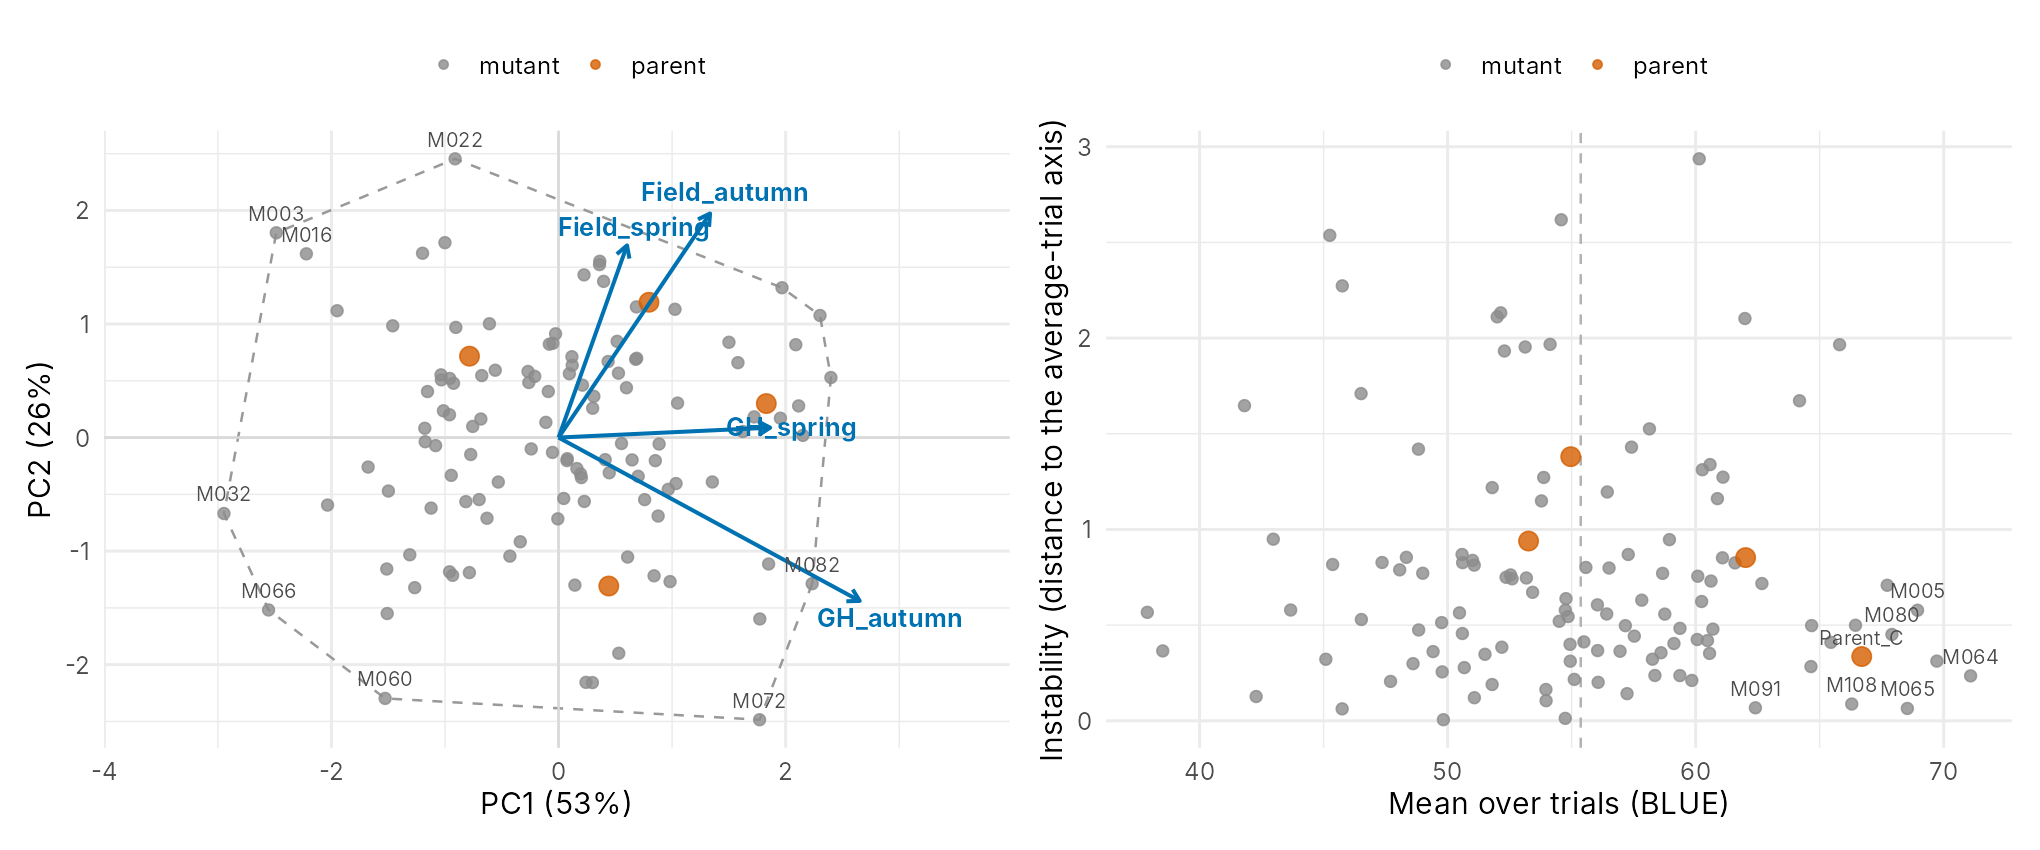 mutant parent
M022
Field_autumn
M003
Field_spring
M016
GH_spring
M032
M082
M066
GH_autumn
M060
M072
2
1
0
-1
-2
-4 -2 0 2
PC1 (53%)
PC2 (26%)
mutant parent
3
2
1
0
M005
M080
Parent_C
M064
M091
M108
M065
40 50 60 70
Mean over trials (BLUE)
Instability (distance to the average-trial axis)